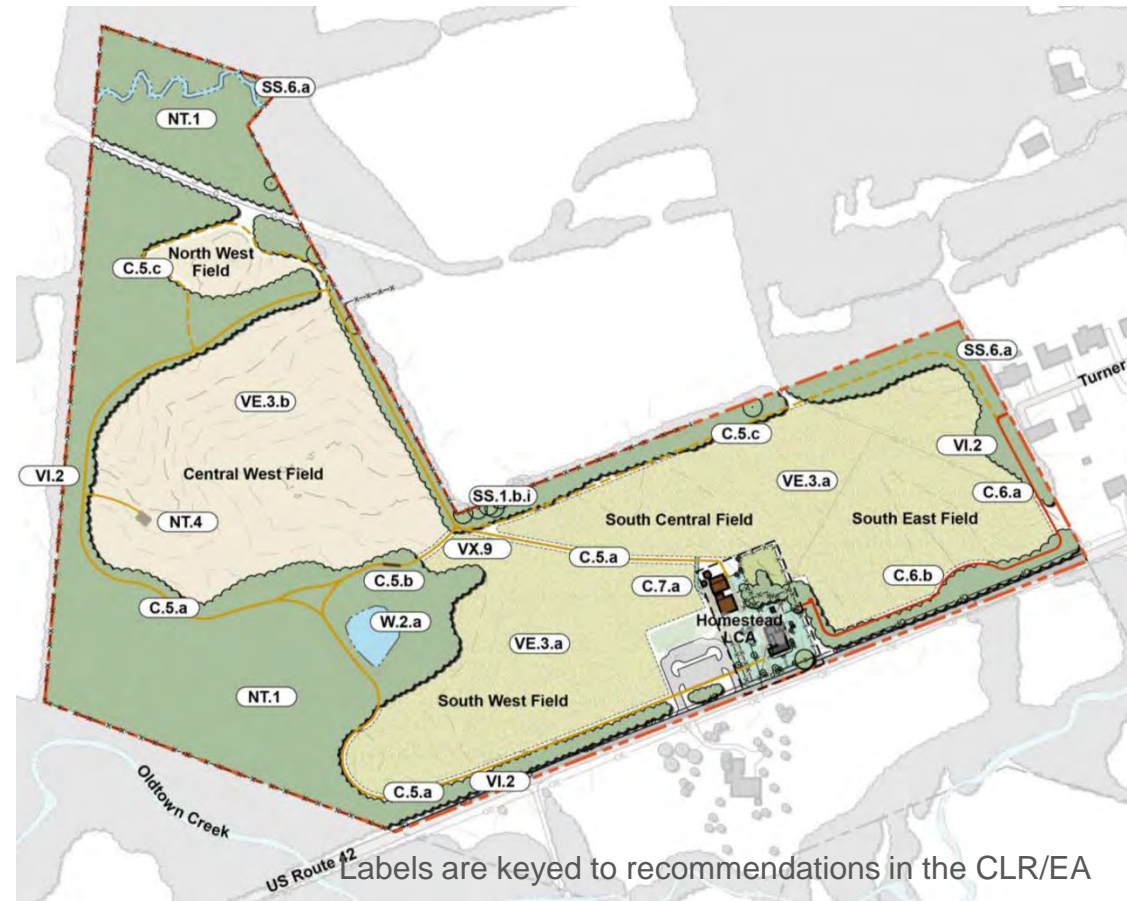 SS.6.a
NT.1
North West
Field
C.5.c
SS.6.a
Turner
VE.3.b
C.5.c
VI.2
VI.2
Central West Field
VE.3.a
C.6.a
SS.1.b.i
NT.4
South Central Field
South East Field
VX.9
C.5.a
C.5.b
C.7.a
C.6.b
C.5.a
W.2.a
Homestead
LCA
VE.3.a
NT.1
South West Field
VI.2
C.5.a
Oldtown Creek
US Route 42
Labels are keyed to recommendations in the CLR/EA